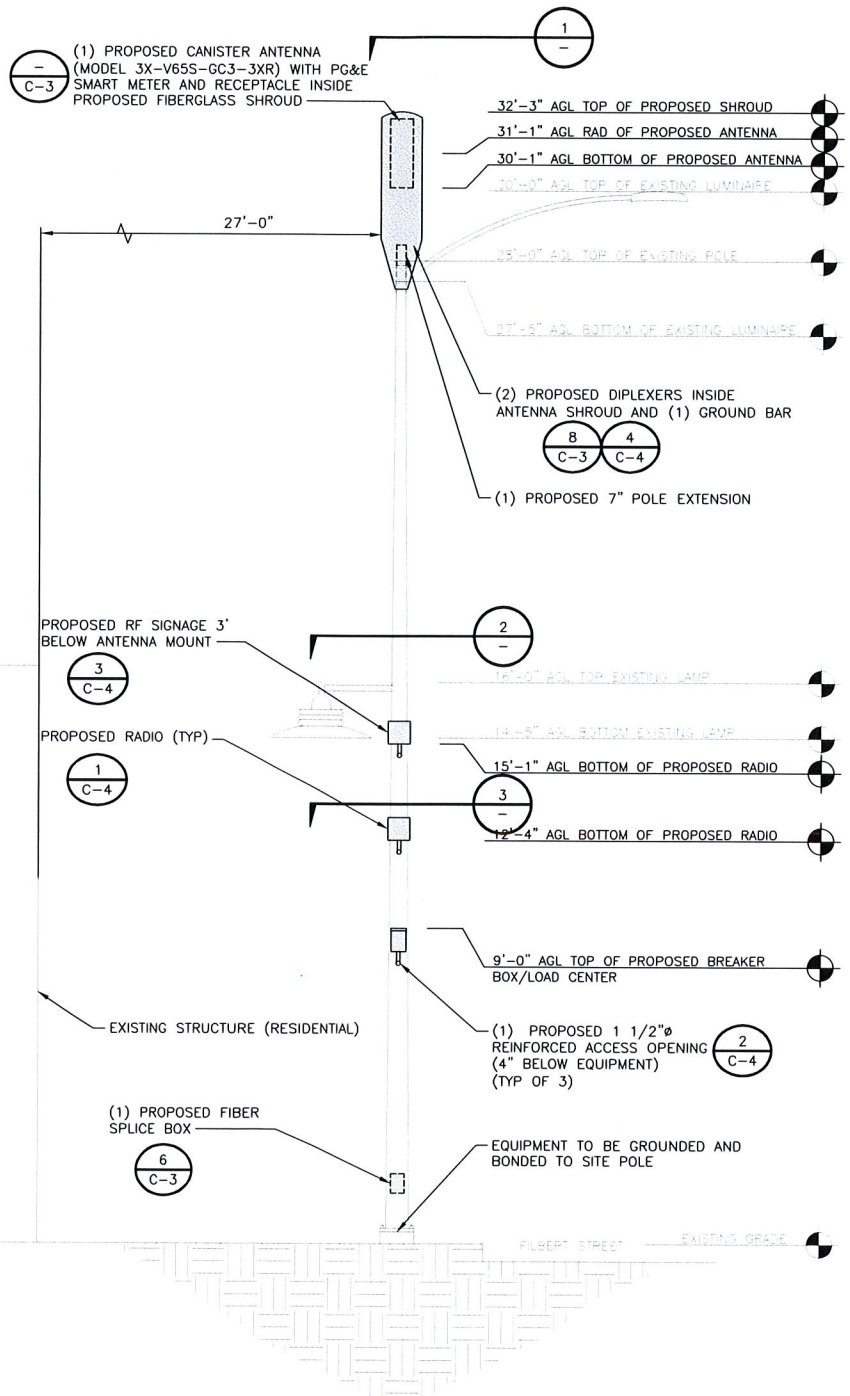 1
-
(1) PROPOSED CANISTER ANTENNA
(MODEL 3X-V65S-GC3-3XR) WITH PG&E
SMART METER AND RECEPTACLE INSIDE
PROPOSED FIBERGLASS SHROUD
-
C-3
32'-3" AGL TOP OF PROPOSED SHROUD
31'-1" AGL RAD OF PROPOSED ANTENNA
30'-1" AGL BOTTOM OF PROPOSED ANTENNA
AGL TOP OF EXISTING LUMINAIRE
27'-0"
28'-0" AGL TOP OF EXISTING POLE
27'-5" AGL BOTTOM OF EXISTING LUMINAIRE
(2) PROPOSED DIPLEXERS INSIDE
ANTENNA SHROUD AND (1) GROUND BAR
8
C-3
4
C-4
(1) PROPOSED 7" POLE EXTENSION
PROPOSED RF SIGNAGE 3'
BELOW ANTENNA MOUNT
3
C-4
2
-
16'-0" AGL TOP EXISTING LAMP
AGL BOTTOM EXISTING LAMP
PROPOSED RADIO (TYP)
1
C-4
15'-1" AGL BOTTOM OF PROPOSED RADIO
3
-
12'-4" AGL BOTTOM OF PROPOSED RADIO
9'-0" AGL TOP OF PROPOSED BREAKER
BOX/LOAD CENTER
EXISTING STRUCTURE (RESIDENTIAL)
(1) PROPOSED 1 1/2"ø
REINFORCED ACCESS OPENING
(4" BELOW EQUIPMENT)
(TYP OF 3)
2
C-4
(1) PROPOSED FIBER
SPLICE BOX
6
C-3
EQUIPMENT TO BE GROUNDED AND
BONDED TO SITE POLE
FILBERT STREET
EXISTING GRADE